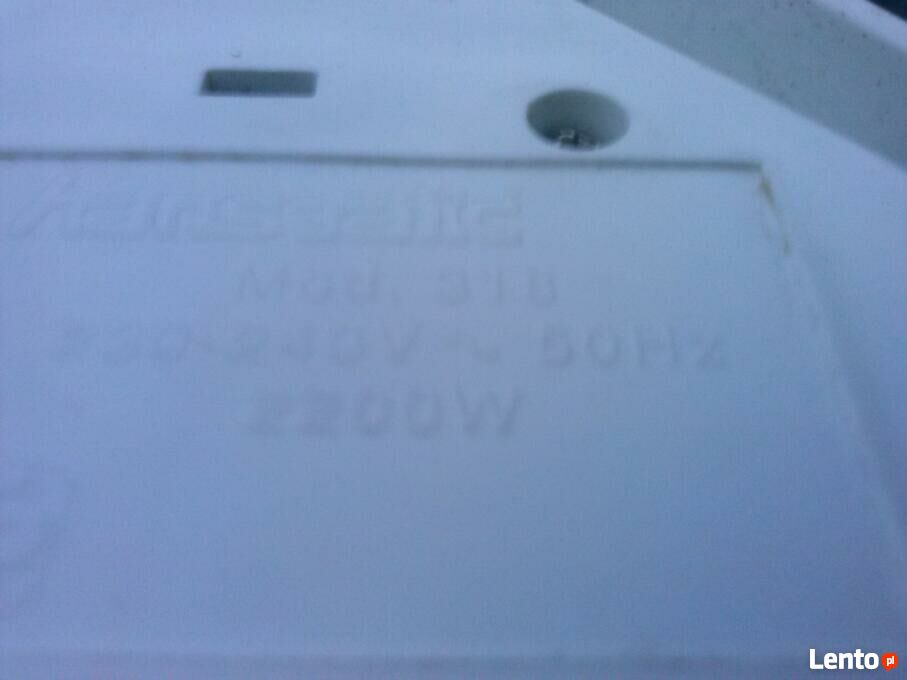 Mod. 318
230-240V ~ 50Hz
2200W
Lento pl